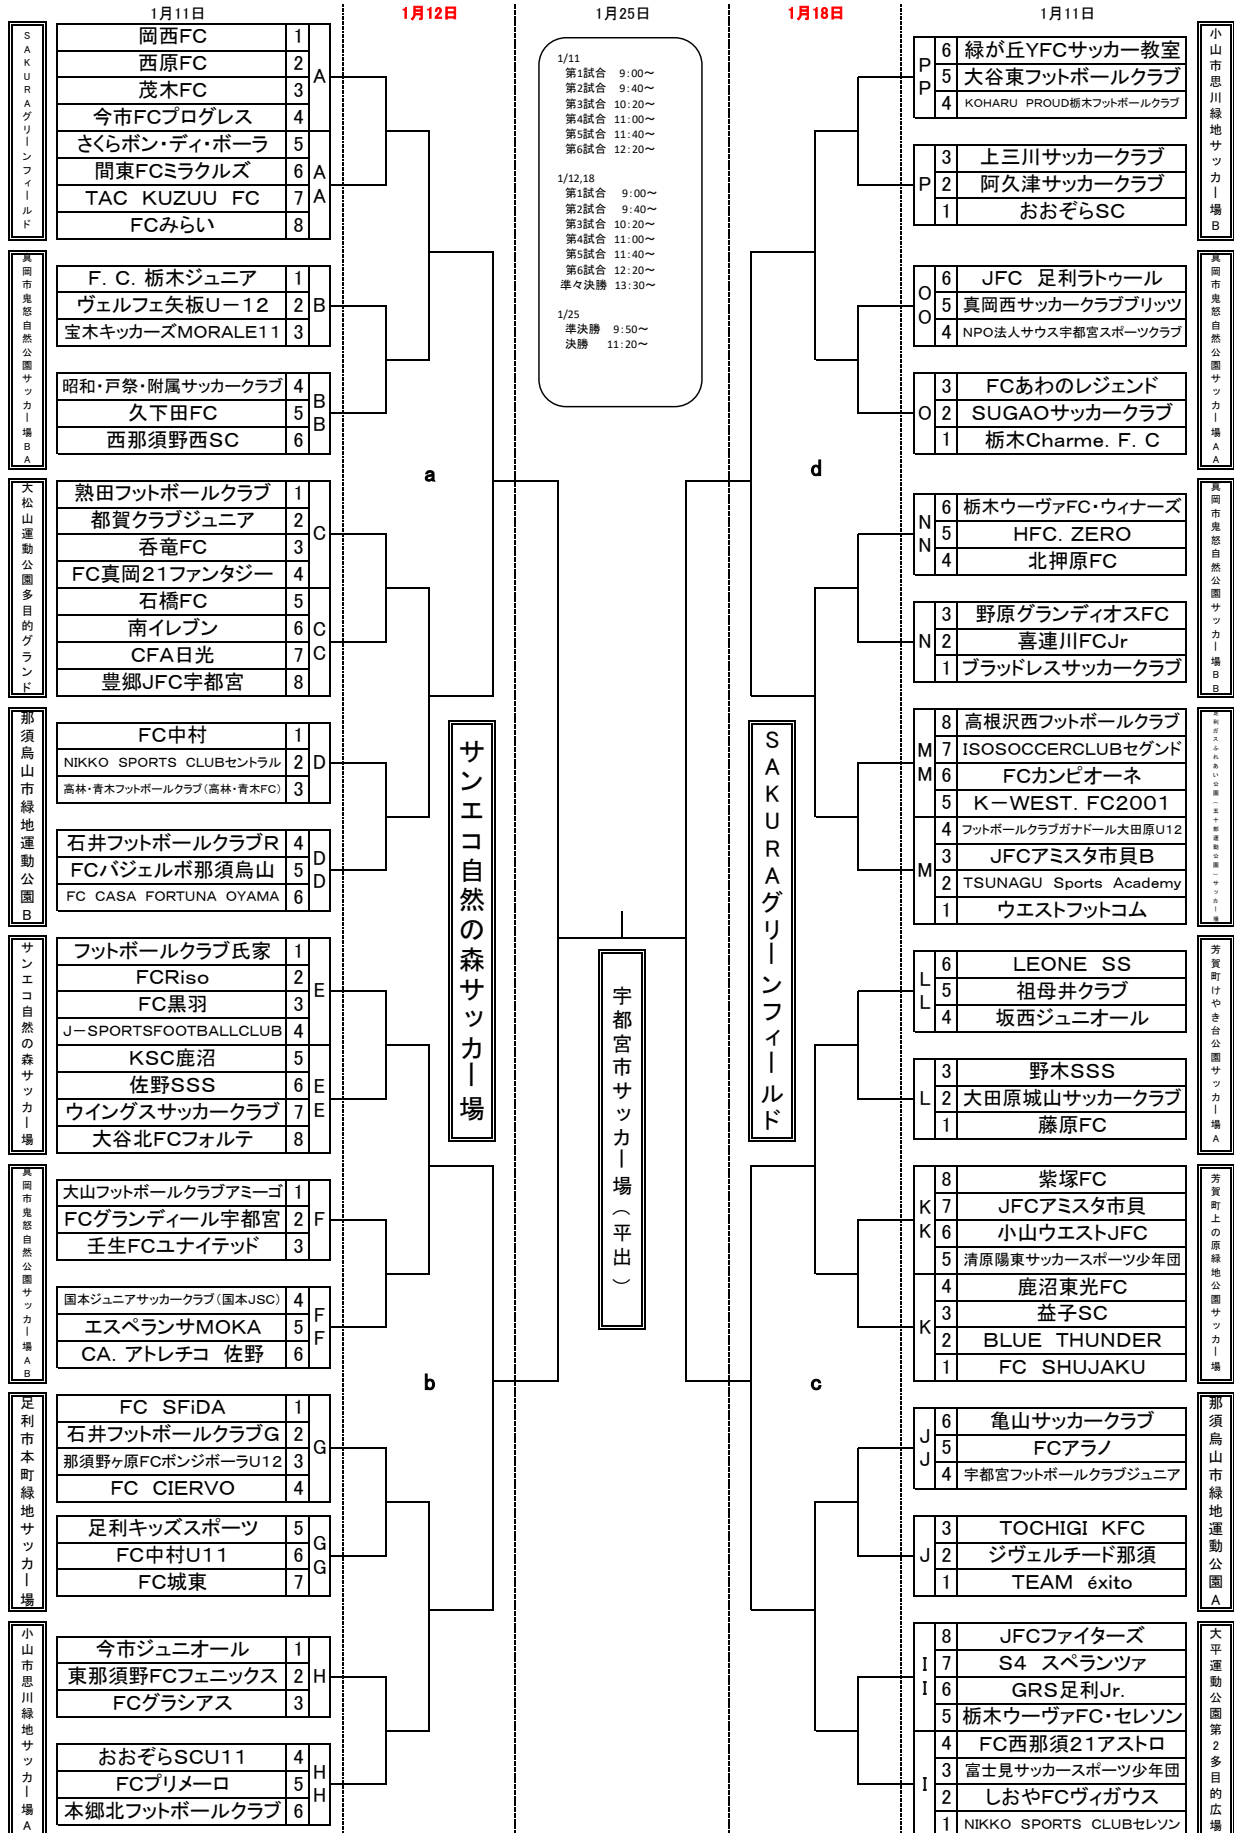 1月11日
1月12日
1月25日
1月18日
1月11日
SAKURAグリーンフィールド
岡西FC 1
西原FC 2
茂木FC 3
今市FCプログレス 4
A
さくらボン・ディ・ボーラ 5
間東FCミラクルズ 6
TAC KUZUU FC 7
FCみらい 8
AA
真岡市鬼怒自然公園サッカー場BA
F．C．栃木ジュニア 1
ヴェルフェ矢板U－12 2
宝木キッカーズMORALE11 3
B
昭和・戸祭・附属サッカークラブ 4
久下田FC 5
西那須野西SC 6
BB
大松山運動公園多目的グランド
熟田フットボールクラブ 1
都賀クラブジュニア 2
呑竜FC 3
FC真岡21ファンタジー 4
C
石橋FC 5
南イレブン 6
CFA日光 7
豊郷JFC宇都宮 8
CC
那須烏山市緑地運動公園B
FC中村 1
NIKKO SPORTS CLUBセントラル 2
高林・青木フットボールクラブ（高林・青木FC） 3
D
石井フットボールクラブR 4
FCバジェルボ那須烏山 5
FC CASA FORTUNA OYAMA 6
DD
サンエコ自然の森サッカー場
フットボールクラブ氏家 1
FCRiso 2
FC黒羽 3
J－SPORTSFOOTBALLCLUB 4
E
KSC鹿沼 5
佐野SSS 6
ウイングスサッカークラブ 7
大谷北FCフォルテ 8
EE
真岡市鬼怒自然公園サッカー場AB
大山フットボールクラブアミーゴ 1
FCグランディール宇都宮 2
壬生FCユナイテッド 3
F
国本ジュニアサッカークラブ（国本JSC） 4
エスペランサMOKA 5
CA．アトレチコ 佐野 6
FF
足利市本町緑地サッカー場
FC SFiDA 1
石井フットボールクラブG 2
那須野ヶ原FCボンジボーラU12 3
FC CIERVO 4
G
足利キッズスポーツ 5
FC中村U11 6
FC城東 7
GG
小山市思川緑地サッカー場A
今市ジュニオール 1
東那須野FCフェニックス 2
FCグラシアス 3
H
おおぞらSCU11 4
FCプリメーロ 5
本郷北フットボールクラブ 6
HH
a
b
サンエコ自然の森サッカー場
1/11
第1試合 9:00～
第2試合 9:40～
第3試合 10:20～
第4試合 11:00～
第5試合 11:40～
第6試合 12:20～
1/12,18
第1試合 9:00～
第2試合 9:40～
第3試合 10:20～
第4試合 11:00～
第5試合 11:40～
第6試合 12:20～
準々決勝 13:30～
1/25
準決勝 9:50～
決勝 11:20～
宇都宮市サッカー場（平出）
SAKURAグリーンフィールド
d
c
小山市思川緑地サッカー場B
PP
6 緑が丘YFCサッカー教室
5 大谷東フットボールクラブ
4 KOHARU PROUD栃木フットボールクラブ
P
3 上三川サッカークラブ
2 阿久津サッカークラブ
1 おおぞらSC
真岡市鬼怒自然公園サッカー場AA
OO
6 JFC 足利ラトゥール
5 真岡西サッカークラブブリッツ
4 NPO法人サウス宇都宮スポーツクラブ
O
3 FCあわのレジェンド
2 SUGAOサッカークラブ
1 栃木Charme．F．C
真岡市鬼怒自然公園サッカー場BB
NN
6 栃木ウーヴァFC・ウィナーズ
5 HFC．ZERO
4 北押原FC
N
3 野原グランディオスFC
2 喜連川FCJr
1 ブラッドレスサッカークラブ
足利ガスふれあい公園（五十部運動公園）サッカー場
MM
8 高根沢西フットボールクラブ
7 ISOSOCCERCLUBセグンド
6 FCカンピオーネ
5 K－WEST．FC2001
M
4 フットボールクラブガナドール大田原U12
3 JFCアミスタ市貝B
2 TSUNAGU Sports Academy
1 ウエストフットコム
芳賀町けやき台公園サッカー場A
LL
6 LEONE SS
5 祖母井クラブ
4 坂西ジュニオール
L
3 野木SSS
2 大田原城山サッカークラブ
1 藤原FC
芳賀町上の原緑地公園サッカー場
KK
8 紫塚FC
7 JFCアミスタ市貝
6 小山ウエストJFC
5 清原陽東サッカースポーツ少年団
K
4 鹿沼東光FC
3 益子SC
2 BLUE THUNDER
1 FC SHUJAKU
那須烏山市緑地運動公園A
JJ
6 亀山サッカークラブ
5 FCアラノ
4 宇都宮フットボールクラブジュニア
J
3 TOCHIGI KFC
2 ジヴェルチード那須
1 TEAM éxito
大平運動公園第2多目的広場
II
8 JFCファイターズ
7 S4 スペランツァ
6 GRS足利Jr.
5 栃木ウーヴァFC・セレソン
I
4 FC西那須21アストロ
3 富士見サッカースポーツ少年団
2 しおやFCヴィガウス
1 NIKKO SPORTS CLUBセレソン